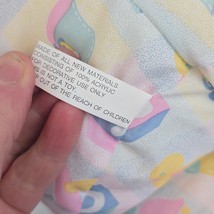 MADE OF ALL NEW MATERIALS
CONSISTING OF 100% ACRYLIC
FOR DECORATIVE USE ONLY
IS NOT A TOY.
OUT OF THE REACH OF CHILDREN